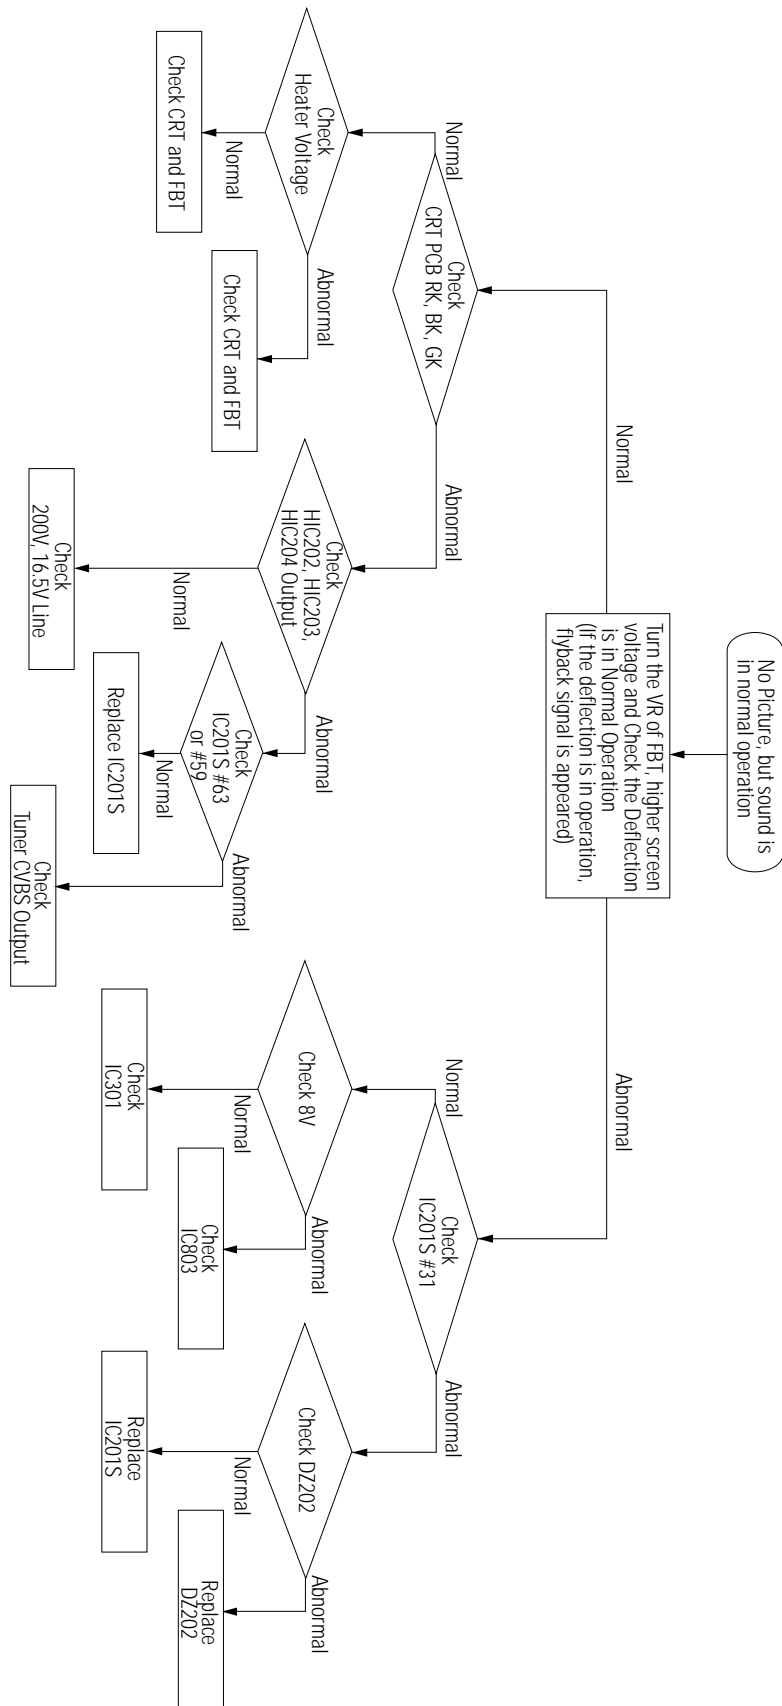 No Picture, but sound is
in normal operation
Turn the VR of FBT, higher screen
voltage and Check the Deflection
is in Normal Operation
(If the deflection is in operation,
flyback signal is appeared)
Normal
Abnormal
Check
CRT PCB RK, BK, GK
Normal
Abnormal
Check
IC201S #31
Normal
Abnormal
Check
Heater Voltage
Normal
Abnormal
Check CRT and FBT
Check CRT and FBT
Check
HIC202, HIC203,
HIC204 Output
Normal
Abnormal
Check
200V, 16.5V Line
Check
IC201S #63
or #59
Normal
Abnormal
Replace IC201S
Check
Tuner CVBS Output
Check 8V
Normal
Abnormal
Check
IC301
Check
IC803
Check DZ202
Normal
Abnormal
Replace
IC201S
Replace
DZ202